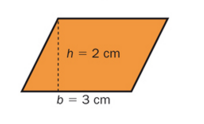 h = 2 cm
b = 3 cm